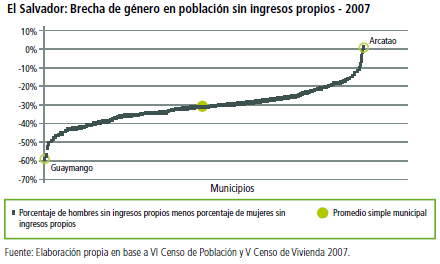 El Salvador: Brecha de género en población sin ingresos propios - 2007
10%
Arcatao
0%
-10%
-20%
-30%
-40%
-50%
-60%
Guaymango
-70%
Municipios
Porcentaje de hombres sin ingresos propios menos porcentaje de mujeres sin
ingresos propios
Promedio simple municipal
Fuente: Elaboración propia en base a VI Censo de Población y V Censo de Vivienda 2007.